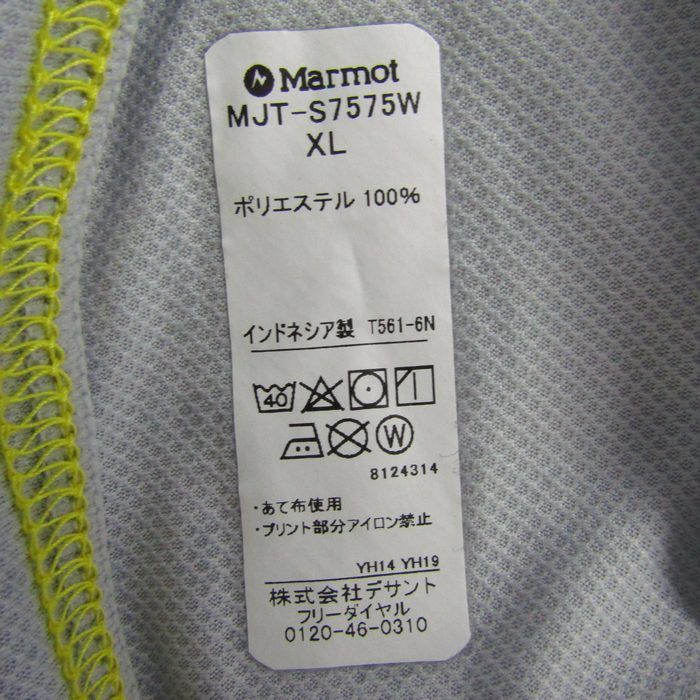 Marmot
MJT-S7575W
XL
ポリエステル 100%
インドネシア製 T561-6N
40
W
8124314
・あて布使用
・プリント部分アイロン禁止
YH14 YH19
株式会社デサント
フリーダイヤル
0120-46-0310